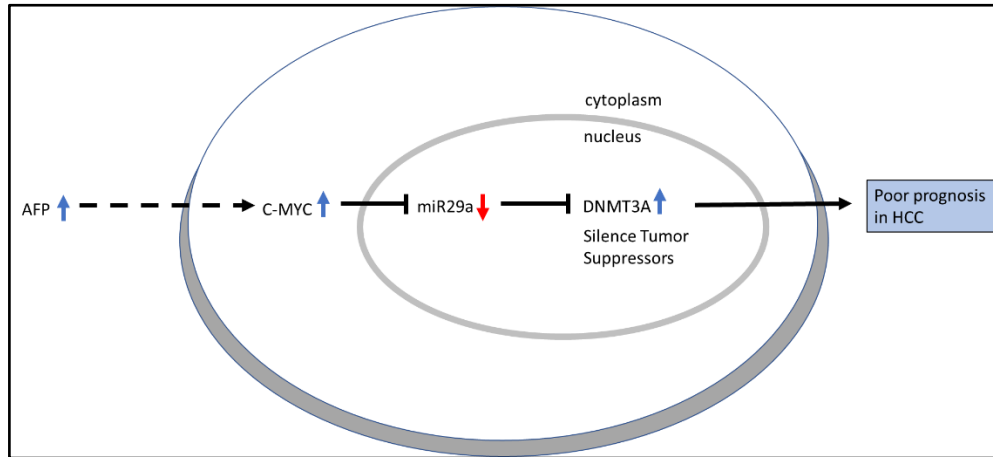 cytoplasm
nucleus
AFP
C-MYC
miR29a
DNMT3A
Silence Tumor
Suppressors
Poor prognosis
in HCC